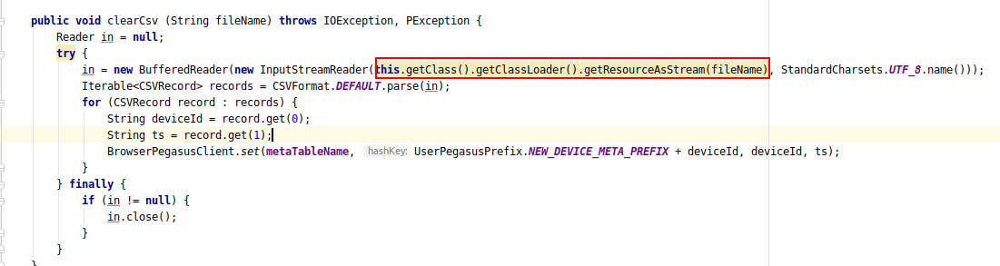 public void clearCsv (String fileName) throws IOException, PException {
Reader in = null;
try {
in = new BufferedReader(new InputStreamReader(this.getClass().getClassLoader().getResourceAsStream(fileName), StandardCharsets.UTF_8.name()));
Iterable<CSVRecord> records = CSVFormat.DEFAULT.parse(in);
for (CSVRecord record : records) {
String deviceId = record.get(0);
String ts = record.get(1);
BrowserPegasusClient.set(metaTableName, hashKey: UserPegasusPrefix.NEW_DEVICE_META_PREFIX + deviceId, deviceId, ts);
}
} finally {
if (in != null) {
in.close();
}
}
}